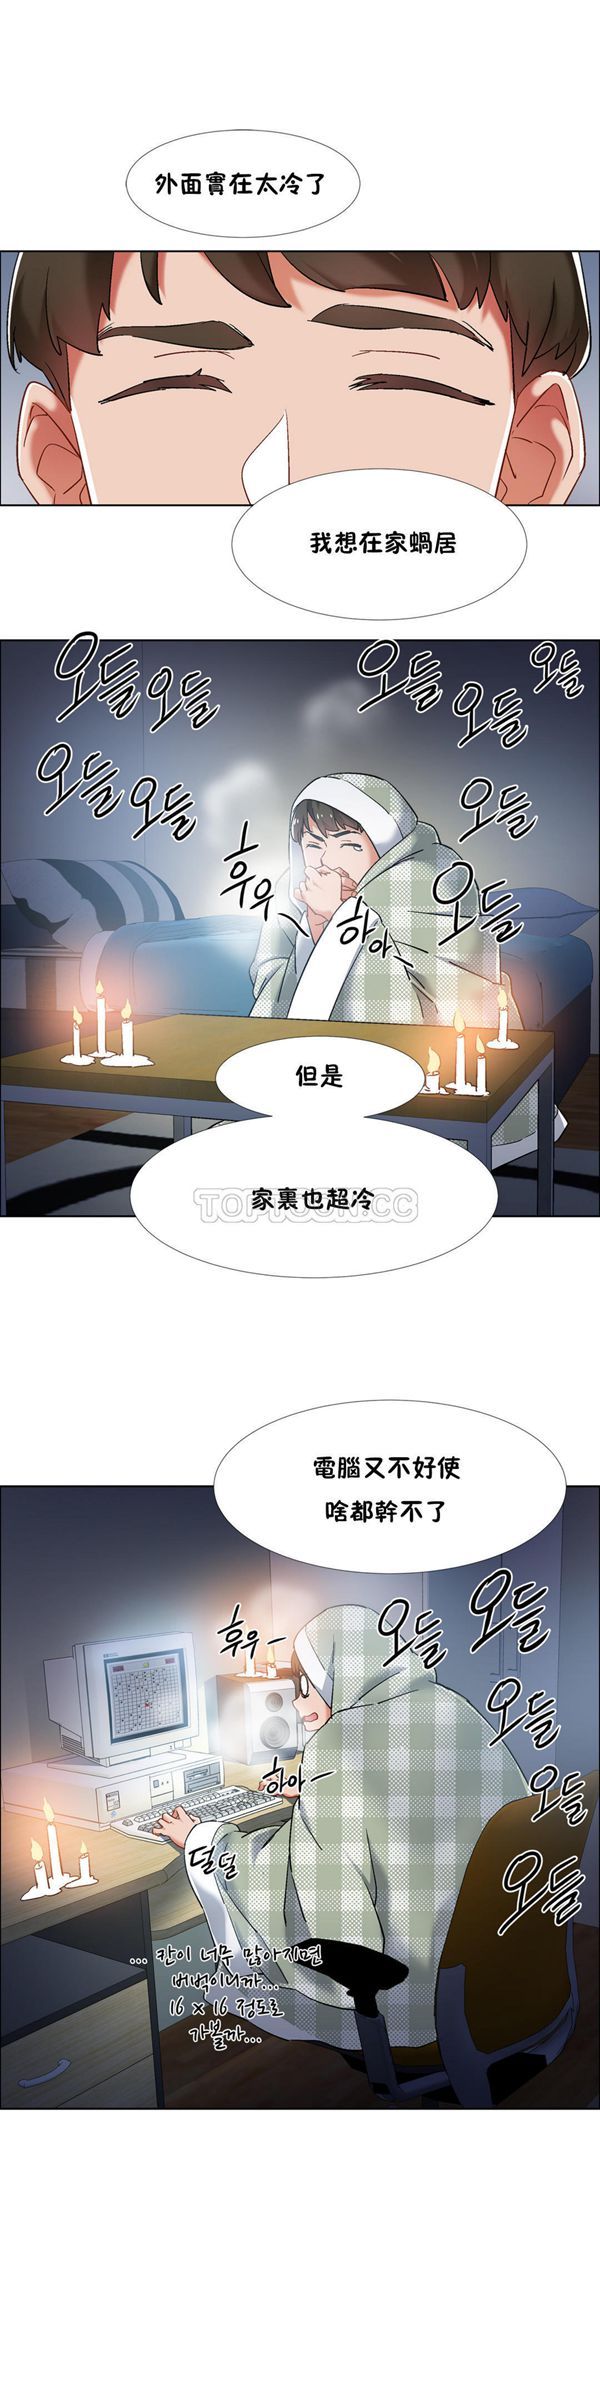 外面實在太冷了
我想在家蝸居
오들
오들
오들
오들
오들
오들
오들
후우우~
하아~
오들
但是
家裏也超冷
TOPTOON.CC
電腦又不好使
啥都幹不了
후우~
오들
오들
오들
하아~
오들
덜덜
오들
... 칸이 너무 많아지면
버벅이니까...
16 × 16 정도로
가볼까...